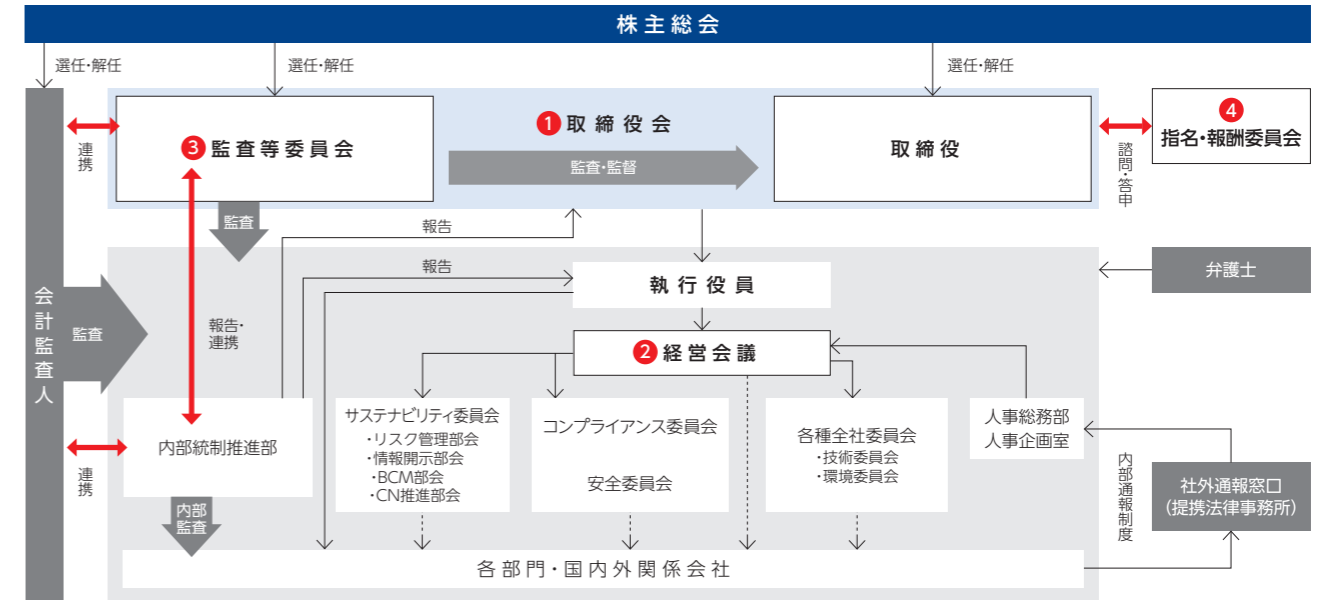 株主総会
選任・解任
選任・解任
選任・解任
❶取締役会
❸監査等委員会
監査・監督
取締役
❹
指名・報酬委員会
連携
諮問・答申
監査
報告
報告
執行役員
弁護士
会計監査人
監査
報告・
連携
❷経営会議
内部統制推進部
サステナビリティ委員会
・リスク管理部会
・情報開示部会
・BCM部会
・CN推進部会
コンプライアンス委員会
安全委員会
各種全社委員会
・技術委員会
・環境委員会
人事総務部
人事企画室
連携
内部
監査
内部通報制度
社外通報窓口
(提携法律事務所)
各部門・国内外関係会社